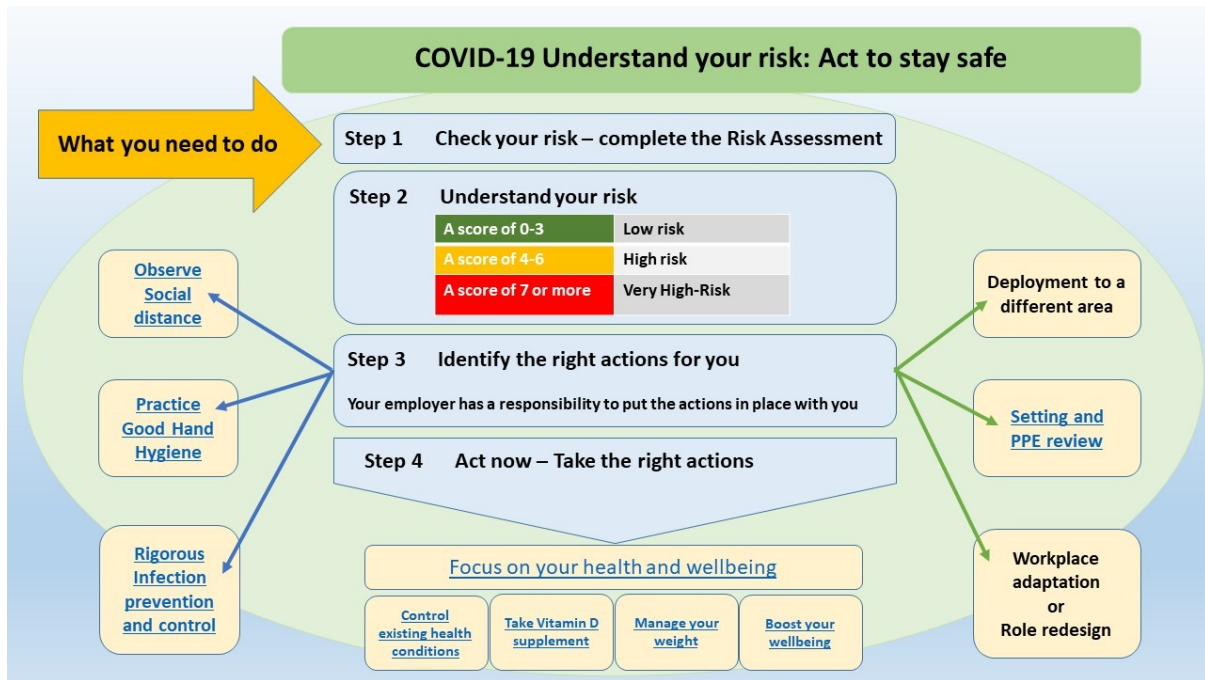 COVID-19 Understand your risk: Act to stay safe
What you need to do
Step 1 Check your risk – complete the Risk Assessment
Step 2 Understand your risk
A score of 0-3 Low risk
A score of 4-6 High risk
A score of 7 or more Very High-Risk
Step 3 Identify the right actions for you
Your employer has a responsibility to put the actions in place with you
Observe
Social
distance
Practice
Good Hand
Hygiene
Rigorous
Infection
prevention
and control
Deployment to a
different area
Setting and
PPE review
Workplace
adaptation
or
Role redesign
Step 4 Act now – Take the right actions
Focus on your health and wellbeing
Control
existing health
conditions
Take Vitamin D
supplement
Manage your
weight
Boost your
wellbeing